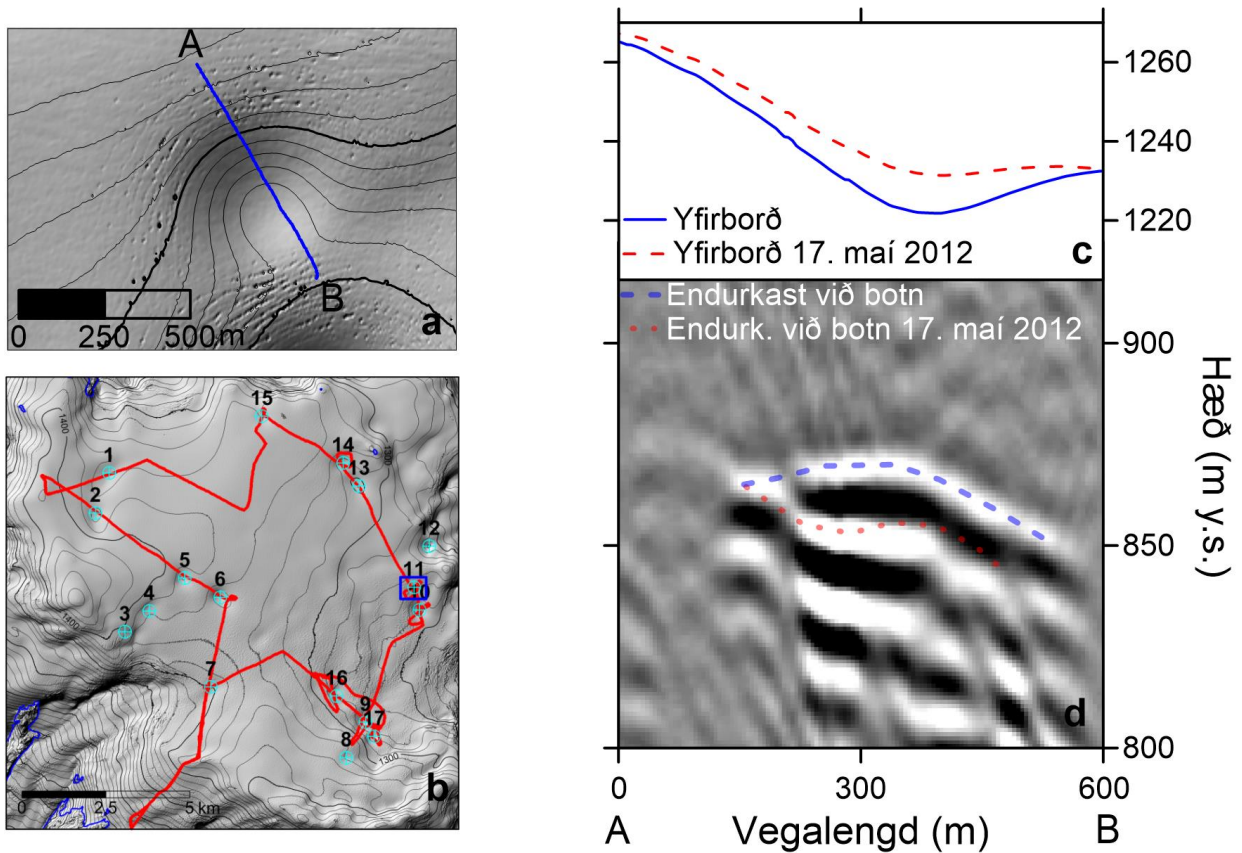 A
B
0 250 500m
a
1400
1300
15
1
14
13
2
12
5
11
6
10
4
3
1400
7
16
9
17
8
1300
0 2,5 5 km
b
1260
1240
1220
Yfirborð
Yfirborð 17. maí 2012
c
Endurkast við botn
Endurk. við botn 17. maí 2012
900
850
800
d
Hæð (m y.s.)
0 300 600
A Vegalengd (m) B